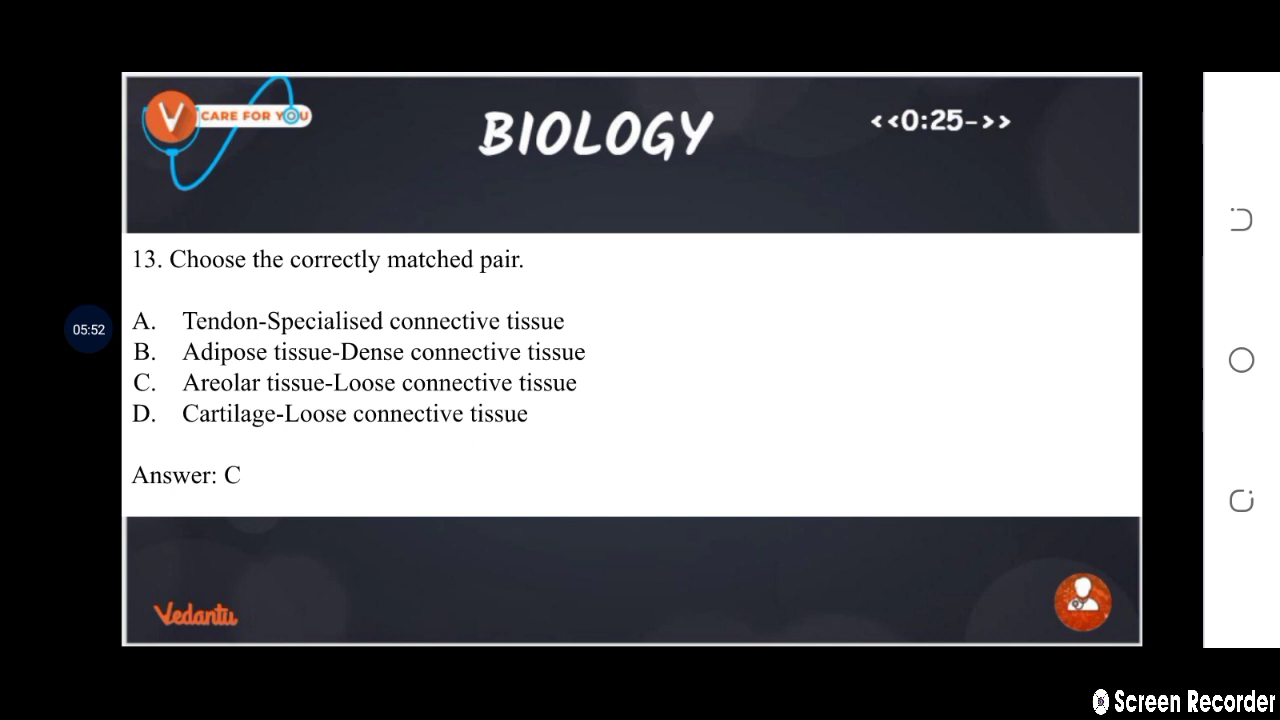 V CARE FOR YOU
BIOLOGY
<<0:25->>
13. Choose the correctly matched pair.
05:52
A. Tendon-Specialised connective tissue
B. Adipose tissue-Dense connective tissue
C. Areolar tissue-Loose connective tissue
D. Cartilage-Loose connective tissue
Answer: C
Vedantu
Screen Recorder